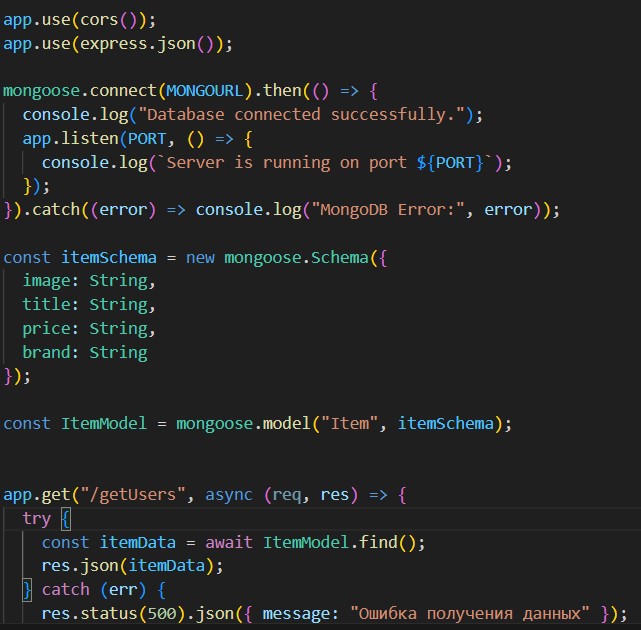 app.use(cors());
app.use(express.json());
mongoose.connect(MONGOURL).then(() => {
  console.log("Database connected successfully.");
  app.listen(PORT, () => {
    console.log(`Server is running on port ${PORT}`);
  });
}).catch((error) => console.log("MongoDB Error:", error));
const itemSchema = new mongoose.Schema({
  image: String,
  title: String,
  price: String,
  brand: String
});
const ItemModel = mongoose.model("Item", itemSchema);
app.get("/getUsers", async (req, res) => {
  try {
    const itemData = await ItemModel.find();
    res.json(itemData);
  } catch (err) {
    res.status(500).json({ message: "Ошибка получения данных" });